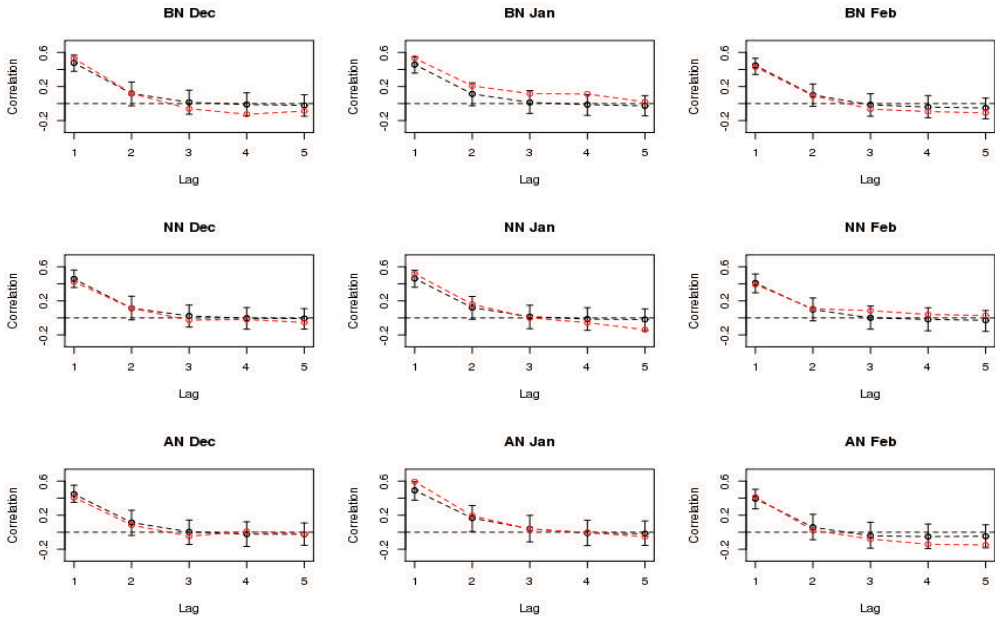 BN Dec
BN Jan
BN Feb
Correlation
-0.2 0.2 0.6
1 2 3 4 5
Lag
Correlation
-0.2 0.2 0.6
1 2 3 4 5
Lag
Correlation
-0.2 0.2 0.6
1 2 3 4 5
Lag
NN Dec
NN Jan
NN Feb
Correlation
-0.2 0.2 0.6
1 2 3 4 5
Lag
Correlation
-0.2 0.2 0.6
1 2 3 4 5
Lag
Correlation
-0.2 0.2 0.6
1 2 3 4 5
Lag
AN Dec
AN Jan
AN Feb
Correlation
-0.2 0.2 0.6
1 2 3 4 5
Lag
Correlation
-0.2 0.2 0.6
1 2 3 4 5
Lag
Correlation
-0.2 0.2 0.6
1 2 3 4 5
Lag